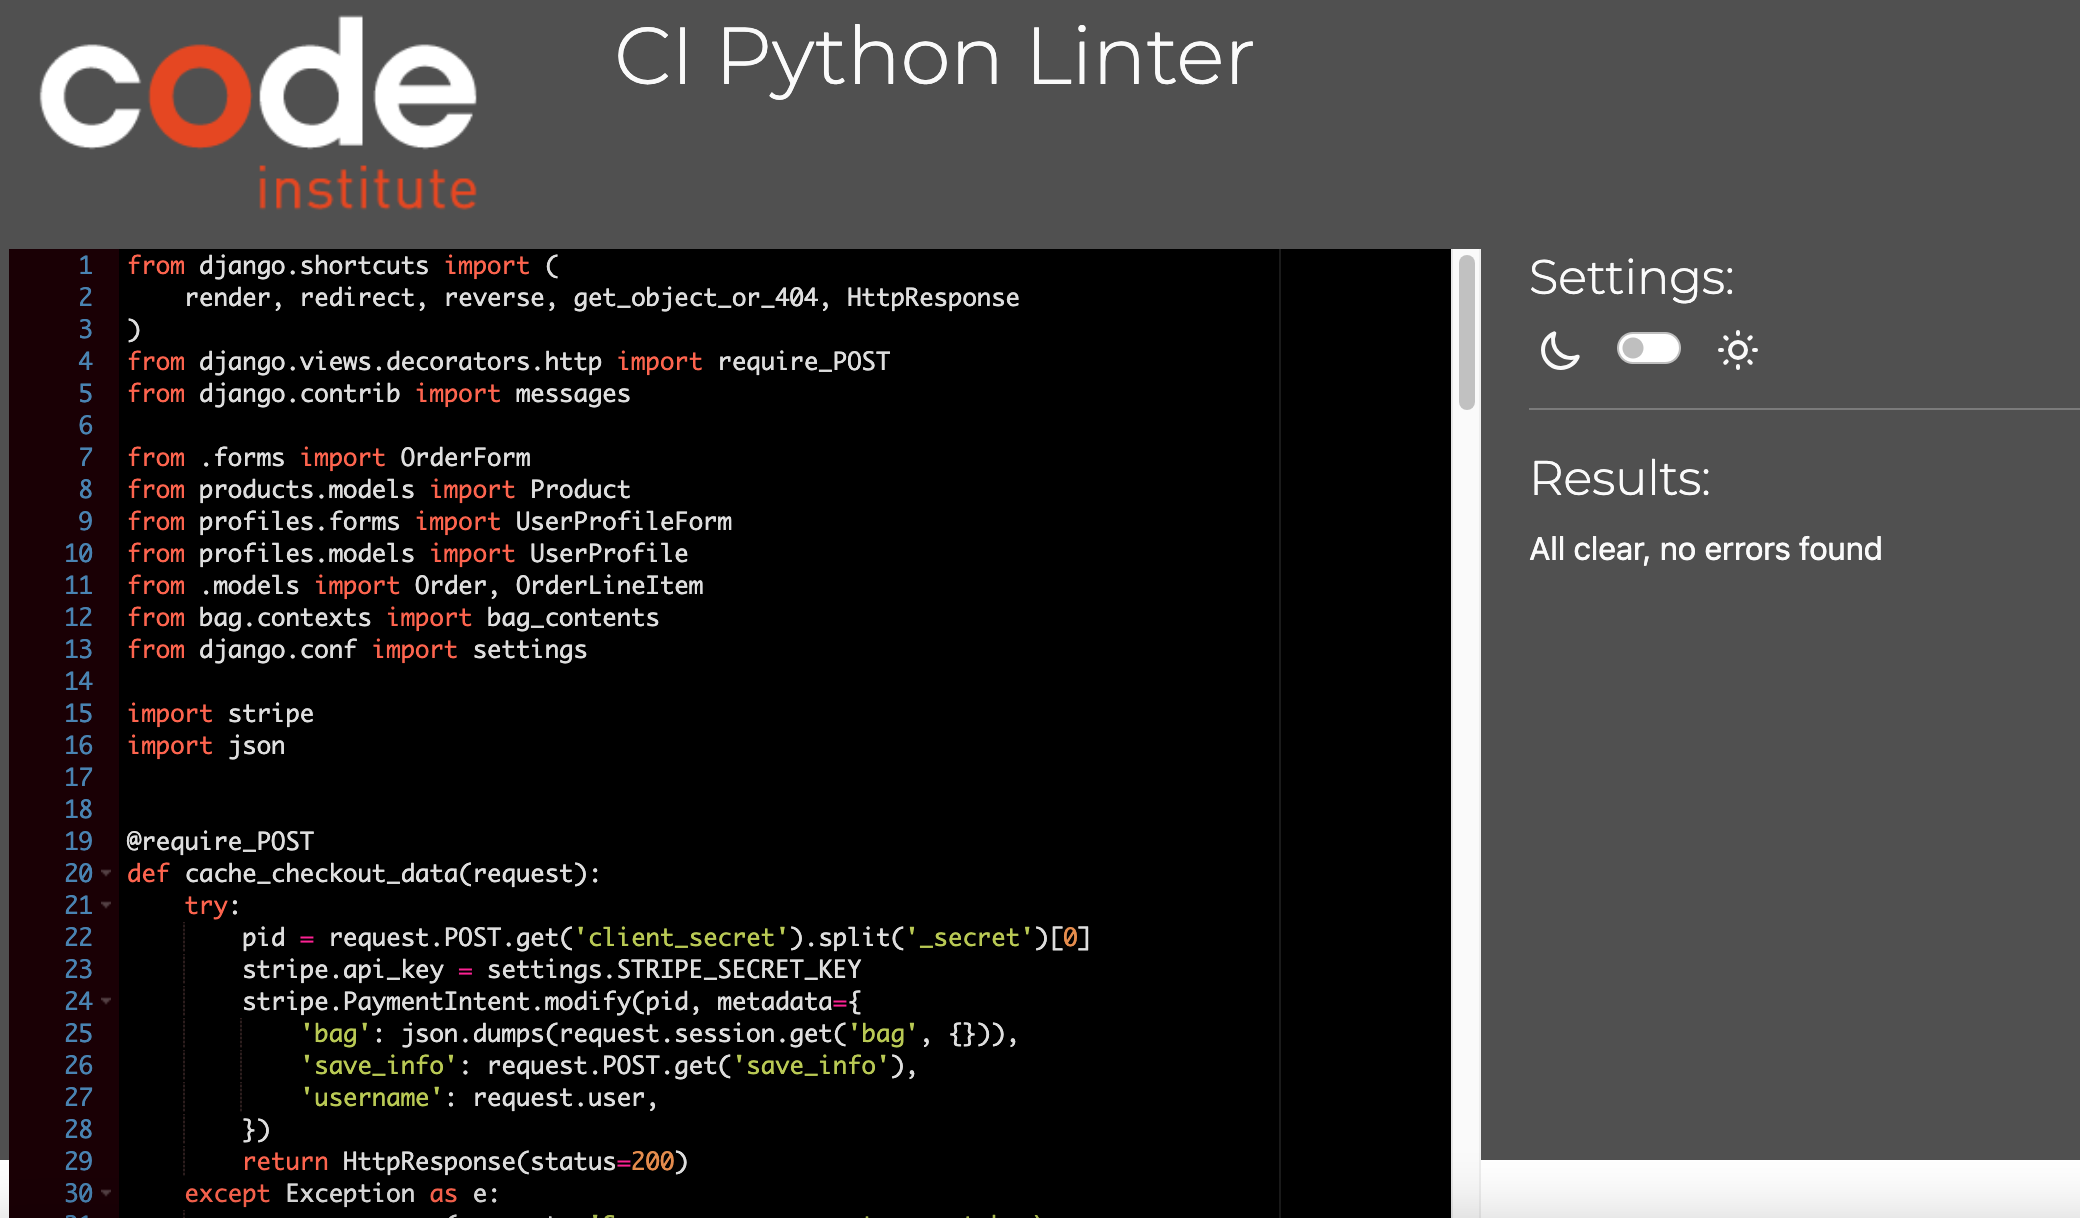 code
institute
CI Python Linter
1 from django.shortcuts import (
2     render, redirect, reverse, get_object_or_404, HttpResponse
3 )
4 from django.views.decorators.http import require_POST
5 from django.contrib import messages
6
7 from .forms import OrderForm
8 from products.models import Product
9 from profiles.forms import UserProfileForm
10 from profiles.models import UserProfile
11 from .models import Order, OrderLineItem
12 from bag.contexts import bag_contents
13 from django.conf import settings
14
15 import stripe
16 import json
17
18
19 @require_POST
20 def cache_checkout_data(request):
21     try:
22         pid = request.POST.get('client_secret').split('_secret')[0]
23         stripe.api_key = settings.STRIPE_SECRET_KEY
24         stripe.PaymentIntent.modify(pid, metadata={
25             'bag': json.dumps(request.session.get('bag', {})),
26             'save_info': request.POST.get('save_info'),
27             'username': request.user,
28         })
29         return HttpResponse(status=200)
30     except Exception as e:
Settings:
Results:
All clear, no errors found